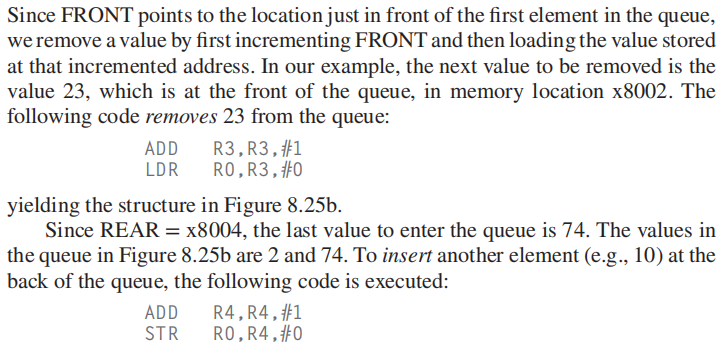 Since FRONT points to the location just in front of the first element in the queue,
we remove a value by first incrementing FRONT and then loading the value stored
at that incremented address. In our example, the next value to be removed is the
value 23, which is at the front of the queue, in memory location x8002. The
following code removes 23 from the queue:
ADD R3,R3,#1
LDR R0,R3,#0
yielding the structure in Figure 8.25b.
Since REAR = x8004, the last value to enter the queue is 74. The values in
the queue in Figure 8.25b are 2 and 74. To insert another element (e.g., 10) at the
back of the queue, the following code is executed:
ADD R4,R4,#1
STR R0,R4,#0